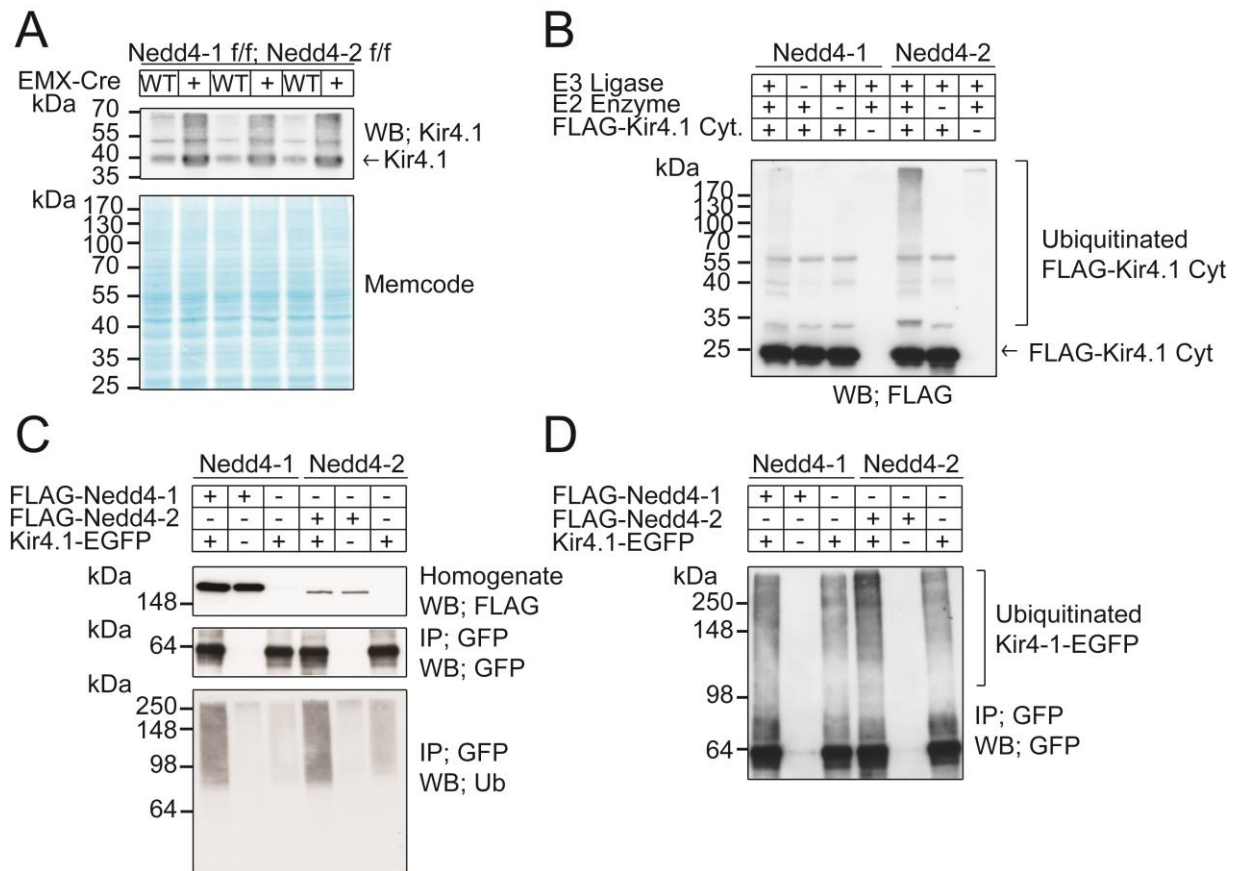 A
Nedd4-1 f/f; Nedd4-2 f/f
EMX-Cre WT + WT + WT +
kDa
70
55
40
35
WB; Kir4.1
←Kir4.1
kDa
170
130
100
70
55
40
35
25
Memcode
B
Nedd4-1 Nedd4-2
E3 Ligase + - + + + + +
E2 Enzyme + + - + + - +
FLAG-Kir4.1 Cyt. + + + - + + -
kDa
170
130
100
70
55
40
35
25
Ubiquitinated
FLAG-Kir4.1 Cyt
← FLAG-Kir4.1 Cyt
WB; FLAG
C
Nedd4-1 Nedd4-2
FLAG-Nedd4-1 + + - - - -
FLAG-Nedd4-2 - - - + + -
Kir4.1-EGFP + - + + - +
kDa
148
Homogenate
WB; FLAG
kDa
64
IP; GFP
WB; GFP
kDa
250
148
98
64
IP; GFP
WB; Ub
D
Nedd4-1 Nedd4-2
FLAG-Nedd4-1 + + - - - -
FLAG-Nedd4-2 - - - + + -
Kir4.1-EGFP + - + + - +
kDa
250
148
98
64
Ubiquitinated
Kir4-1-EGFP
IP; GFP
WB; GFP